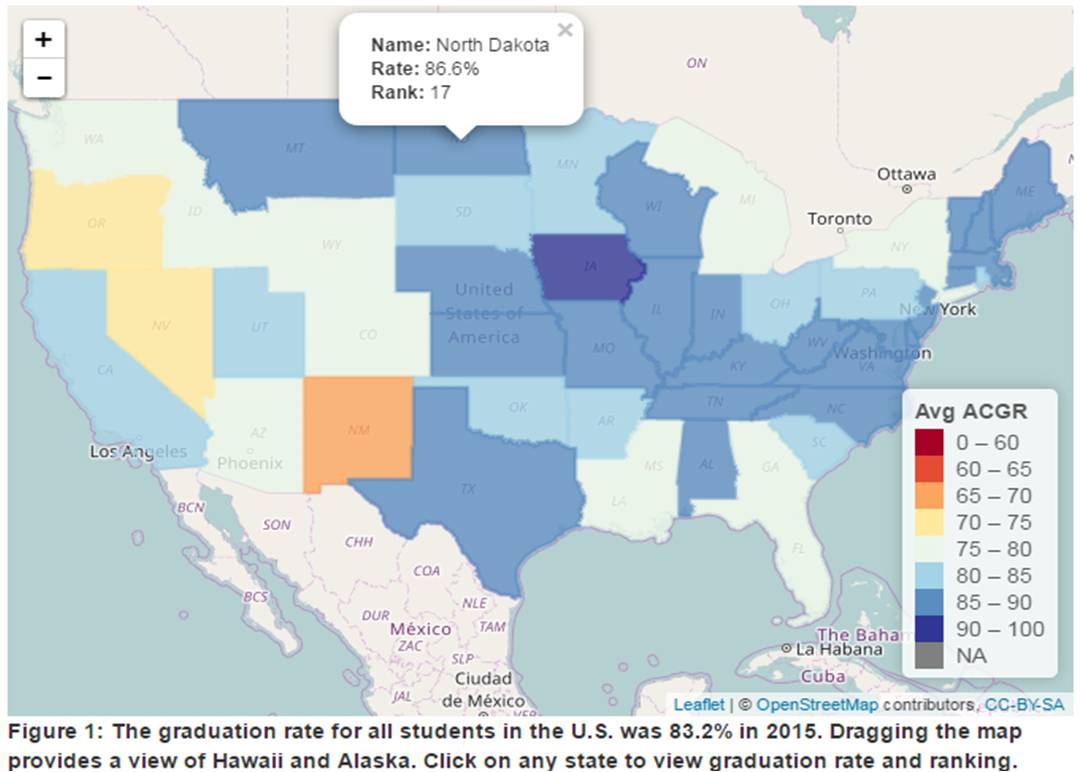 +
−
×
Name: North Dakota
Rate: 86.6%
Rank: 17
ON
WA
MT
MN
ME
Ottawa
OR
ID
SD
WI
MI
Toronto
WY
NY
IA
United
States of
America
NV
UT
CO
IL
IN
OH
PA
New York
CA
MO
KY
WV
Washington
VA
Los Angeles
AZ
Phoenix
NM
OK
AR
TN
NC
SC
TX
LA
MS
AL
GA
FL
BCN
SON
CHH
COA
BCS
NLE
DUR
México
TAM
ZAC
SLP
JAL
Ciudad
de México
VER
The Baham
La Habana
Cuba
Avg ACGR
0 – 60
60 – 65
65 – 70
70 – 75
75 – 80
80 – 85
85 – 90
90 – 100
NA
Leaflet | © OpenStreetMap contributors, CC-BY-SA
Figure 1: The graduation rate for all students in the U.S. was 83.2% in 2015. Dragging the map
provides a view of Hawaii and Alaska. Click on any state to view graduation rate and ranking.